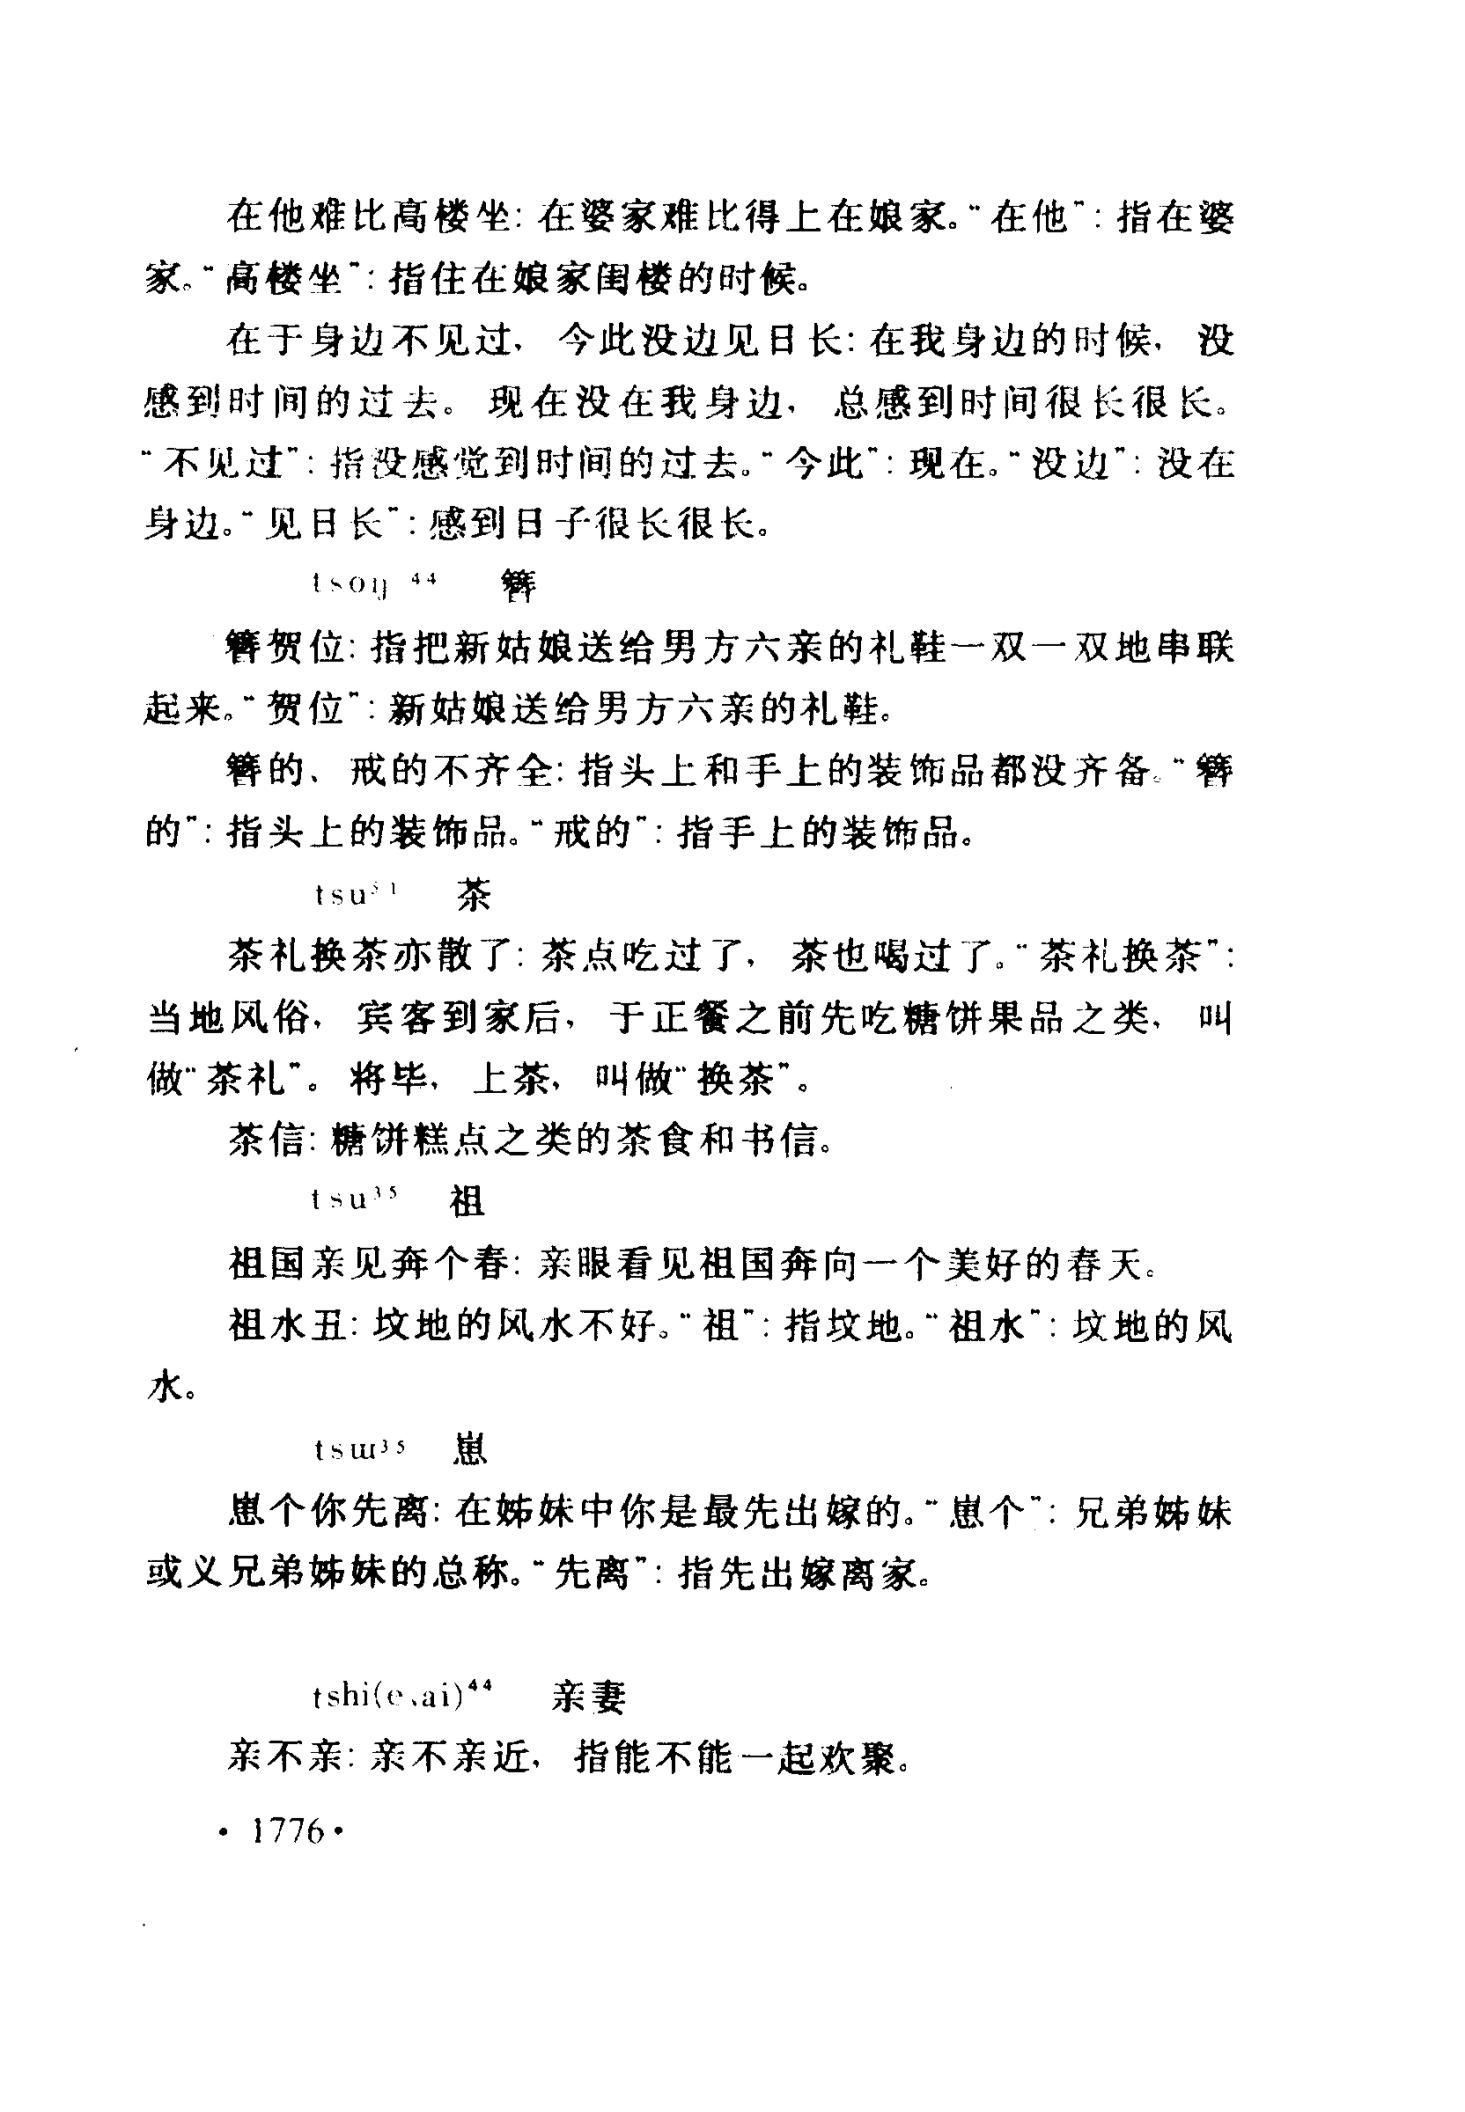 在他难比高楼坐：在婆家难比得上在娘家。“在他”：指在婆
家。“高楼坐”：指住在娘家闺楼的时候。
在于身边不见过，今此没边见日长：在我身边的时候，没
感到时间的过去。现在没在我身边，总感到时间很长很长。
“不见过”：指没感觉到时间的过去。“今此”：现在。“没边”：没在
身边。“见日长”：感到日子很长很长。
tsoŋ⁴⁴ 簪
簪贺位：指把新姑娘送给男方六亲的礼鞋一双一双地串联
起来。“贺位”：新姑娘送给男方六亲的礼鞋。
簪的、戒的不齐全：指头上和手上的装饰品都没齐备。“簪
的”：指头上的装饰品。“戒的”：指手上的装饰品。
tsu⁵¹ 茶
茶礼换茶亦散了：茶点吃过了，茶也喝过了。“茶礼换茶”：
当地风俗，宾客到家后，于正餐之前先吃糖饼果品之类，叫
做“茶礼”。将毕，上茶，叫做“换茶”。
茶信：糖饼糕点之类的茶食和书信。
tsu³⁵ 祖
祖国亲见奔个春：亲眼看见祖国奔向一个美好的春天。
祖水丑：坟地的风水不好。“祖”：指坟地。“祖水”：坟地的风
水。
tsɯ³⁵ 崽
崽个你先离：在姊妹中你是最先出嫁的。“崽个”：兄弟姊妹
或义兄弟姊妹的总称。“先离”：指先出嫁离家。
tshi(e、ai)⁴⁴ 亲妻
亲不亲：亲不亲近，指能不能一起欢聚。
· 1776 ·